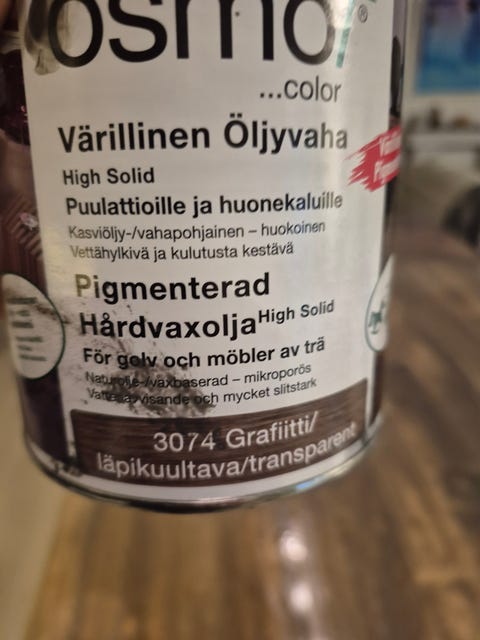 osmo
®
...color
Värillinen Öljyvaha
High Solid
Puulattioille ja huonekaluille
Kasviöljy-/vahapohjainen – huokoinen
Vettähylkivä ja kulutusta kestävä
Pigmenterad
Hårdvaxolja High Solid
För golv och möbler av trä
Naturolje-/vaxbaserad – mikroporös
Vattenavvisande och mycket slitstark
3074 Grafiitti/
läpikuultava/transparent